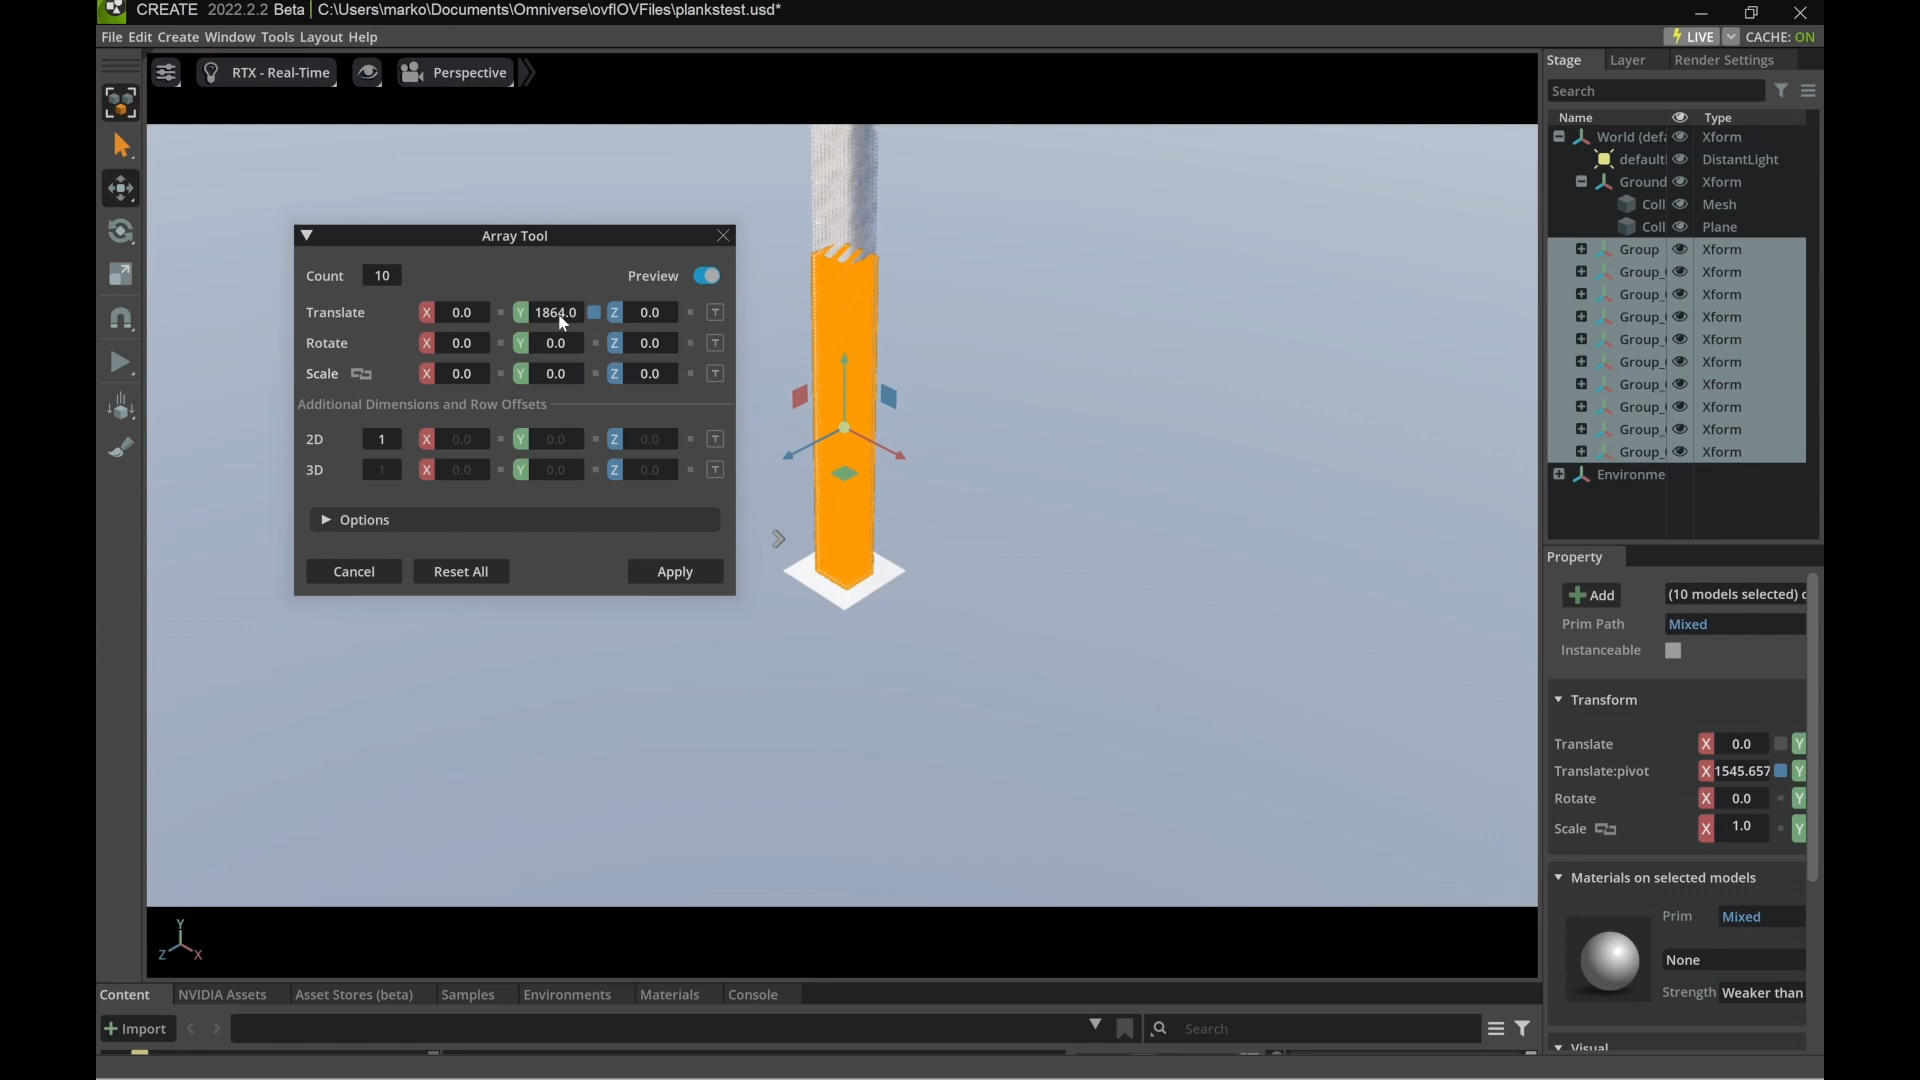 CREATE 2022.2.2 Beta | C:\Users\marko\Documents\Omniverse\ovflOVFiles\plankstest.usd*
File Edit Create Window Tools Layout Help
LIVE CACHE: ON
RTX - Real-Time
Perspective
Stage Layer Render Settings
Search
Name Type
World (defa Xform
default DistantLight
Ground Xform
Coll Mesh
Coll Plane
Group Xform
Group_ Xform
Group_ Xform
Group_ Xform
Group_ Xform
Group_ Xform
Group_ Xform
Group_ Xform
Group_ Xform
Group_ Xform
Environme
Array Tool
Count 10 Preview
Translate X 0.0 Y 1864.0 Z 0.0 T
Rotate X 0.0 Y 0.0 Z 0.0 T
Scale X 0.0 Y 0.0 Z 0.0 T
Additional Dimensions and Row Offsets
2D 1 X 0.0 Y 0.0 Z 0.0 T
3D 1 X 0.0 Y 0.0 Z 0.0 T
Options
Cancel Reset All Apply
Property
Add (10 models selected) c
Prim Path Mixed
Instanceable
Transform
Translate X 0.0 Y
Translate:pivot X 1545.657 Y
Rotate X 0.0 Y
Scale X 1.0 Y
Materials on selected models
Prim Mixed
None
Strength Weaker than
Visual
Y
Z X
Content NVIDIA Assets Asset Stores (beta) Samples Environments Materials Console
Import Search